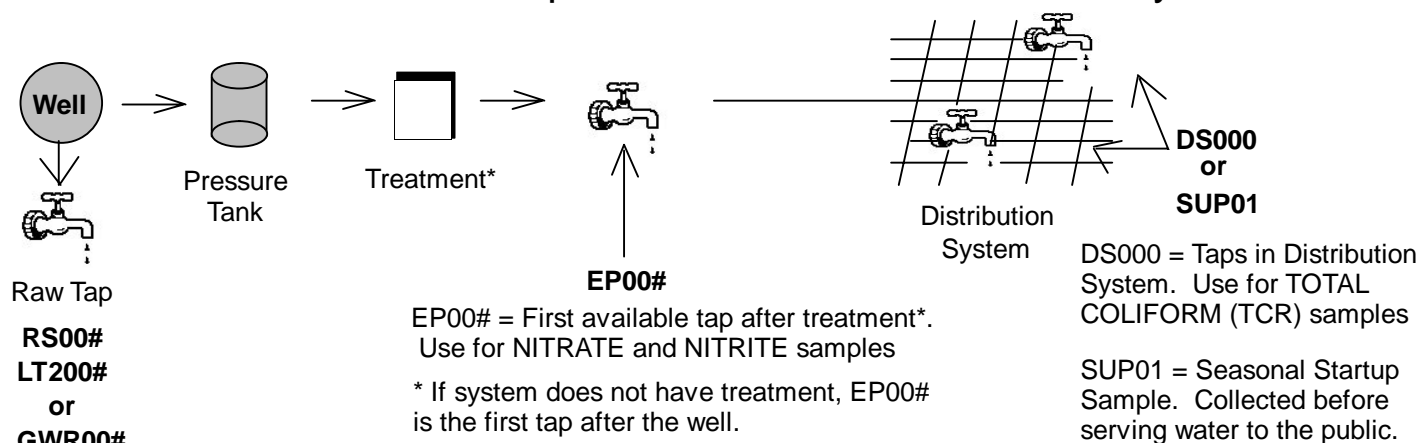 Well
Pressure
Tank
Treatment*
Distribution
System
DS000
or
SUP01
Raw Tap
RS00#
LT200#
or
GWR00#
EP00#
EP00# = First available tap after treatment*.
Use for NITRATE and NITRITE samples
* If system does not have treatment, EP00#
is the first tap after the well.
DS000 = Taps in Distribution
System. Use for TOTAL
COLIFORM (TCR) samples
SUP01 = Seasonal Startup
Sample. Collected before
serving water to the public.